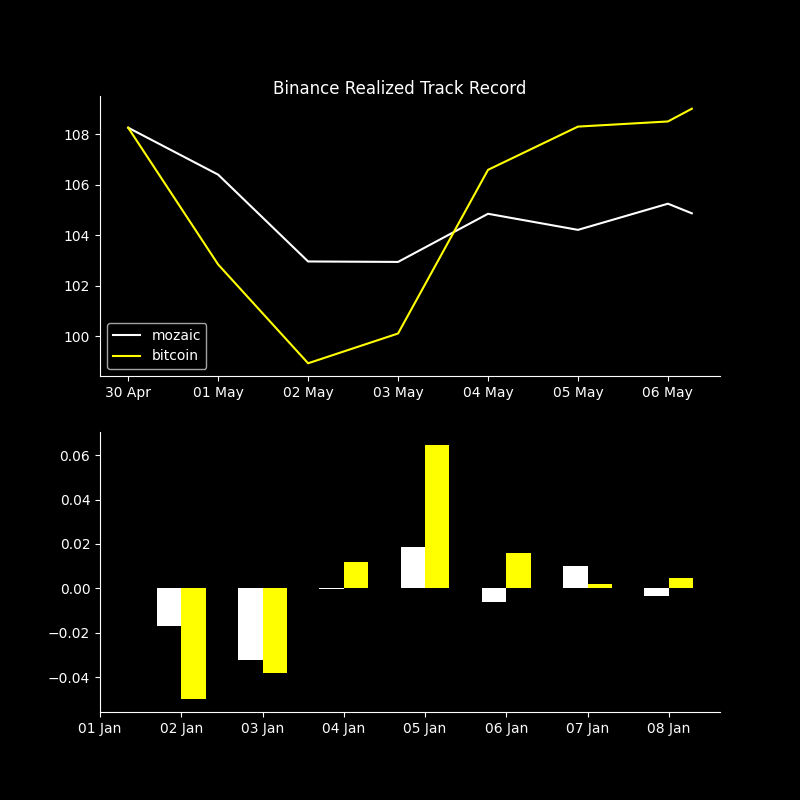 Binance Realized Track Record
108
106
104
102
100
mozaic
bitcoin
30 Apr 01 May 02 May 03 May 04 May 05 May 06 May
0.06
0.04
0.02
0.00
−0.02
−0.04
01 Jan 02 Jan 03 Jan 04 Jan 05 Jan 06 Jan 07 Jan 08 Jan